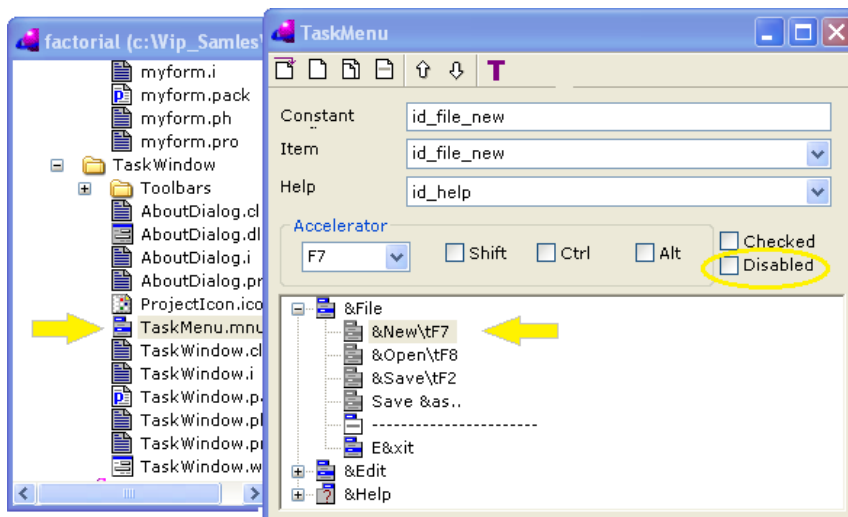 factorial (c:\Vip_Samles\
myform.i
myform.pack
myform.ph
myform.pro
TaskWindow
Toolbars
AboutDialog.cl
AboutDialog.dl
AboutDialog.i
AboutDialog.pr
ProjectIcon.ico
TaskMenu.mnu
TaskWindow.cl
TaskWindow.i
TaskWindow.pa
TaskWindow.pl
TaskWindow.pr
TaskWindow.w
TaskMenu
T
Constant
id_file_new
Item
id_file_new
Help
id_help
Accelerator
F7
Shift
Ctrl
Alt
Checked
Disabled
&File
&New\tF7
&Open\tF8
&Save\tF2
Save &as..
-----------------------
E&xit
&Edit
&Help